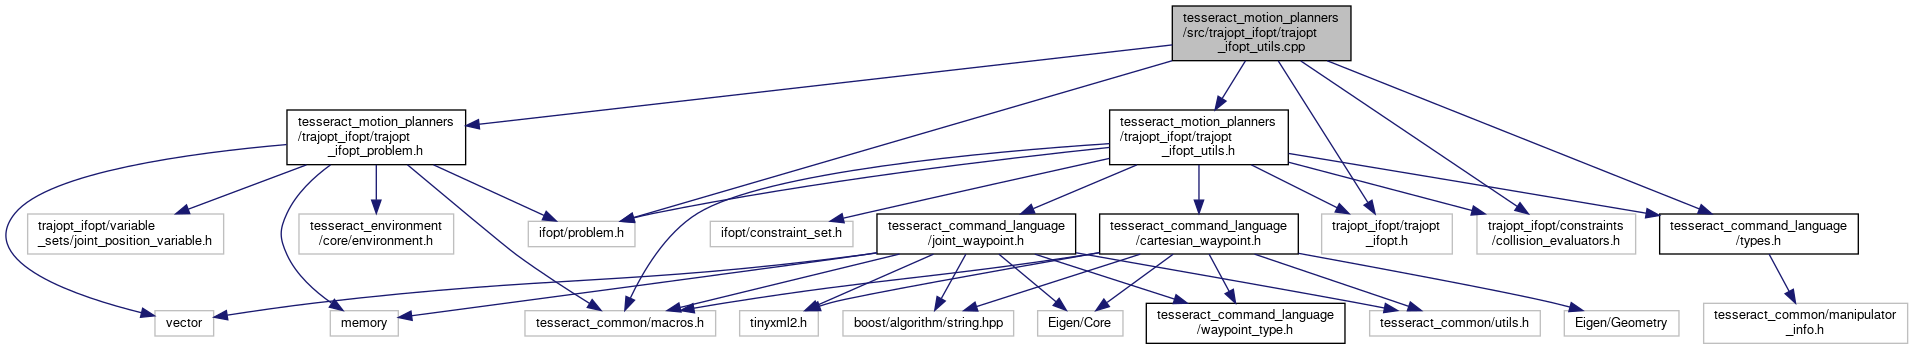 tesseract_motion_planners
/src/trajopt_ifopt/trajopt
_ifopt_utils.cpp
tesseract_motion_planners
/trajopt_ifopt/trajopt
_ifopt_problem.h
tesseract_motion_planners
/trajopt_ifopt/trajopt
_ifopt_utils.h
trajopt_ifopt/variable
_sets/joint_position_variable.h
tesseract_environment
/core/environment.h
ifopt/problem.h
ifopt/constraint_set.h
tesseract_command_language
/joint_waypoint.h
tesseract_command_language
/cartesian_waypoint.h
trajopt_ifopt/trajopt
_ifopt.h
trajopt_ifopt/constraints
/collision_evaluators.h
tesseract_command_language
/types.h
vector
memory
tesseract_common/macros.h
tinyxml2.h
boost/algorithm/string.hpp
Eigen/Core
tesseract_command_language
/waypoint_type.h
tesseract_common/utils.h
Eigen/Geometry
tesseract_common/manipulator
_info.h